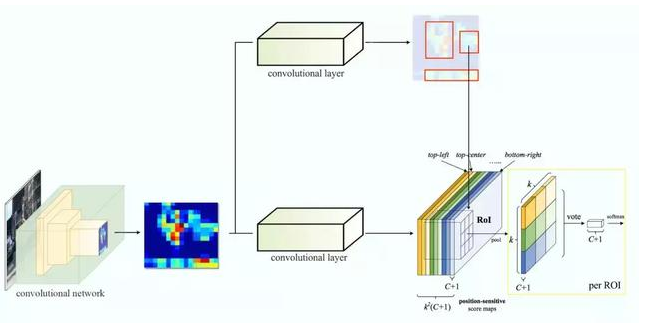 convolutional layer
top-left
top-center
......
bottom-right
k
RoI
vote
softmax
pool
k
C+1
convolutional layer
C+1
C+1
per ROI
convolutional network
k²(C+1)
position-sensitive
score maps